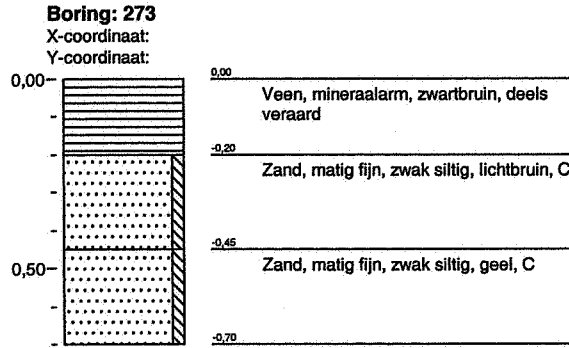 Boring: 273
X-coordinaat:
Y-coordinaat:
0,00
0,00
Veen, mineraalarm, zwartbruin, deels
veraard
-0,20
Zand, matig fijn, zwak siltig, lichtbruin, C
-0,45
0,50
Zand, matig fijn, zwak siltig, geel, C
-0,70